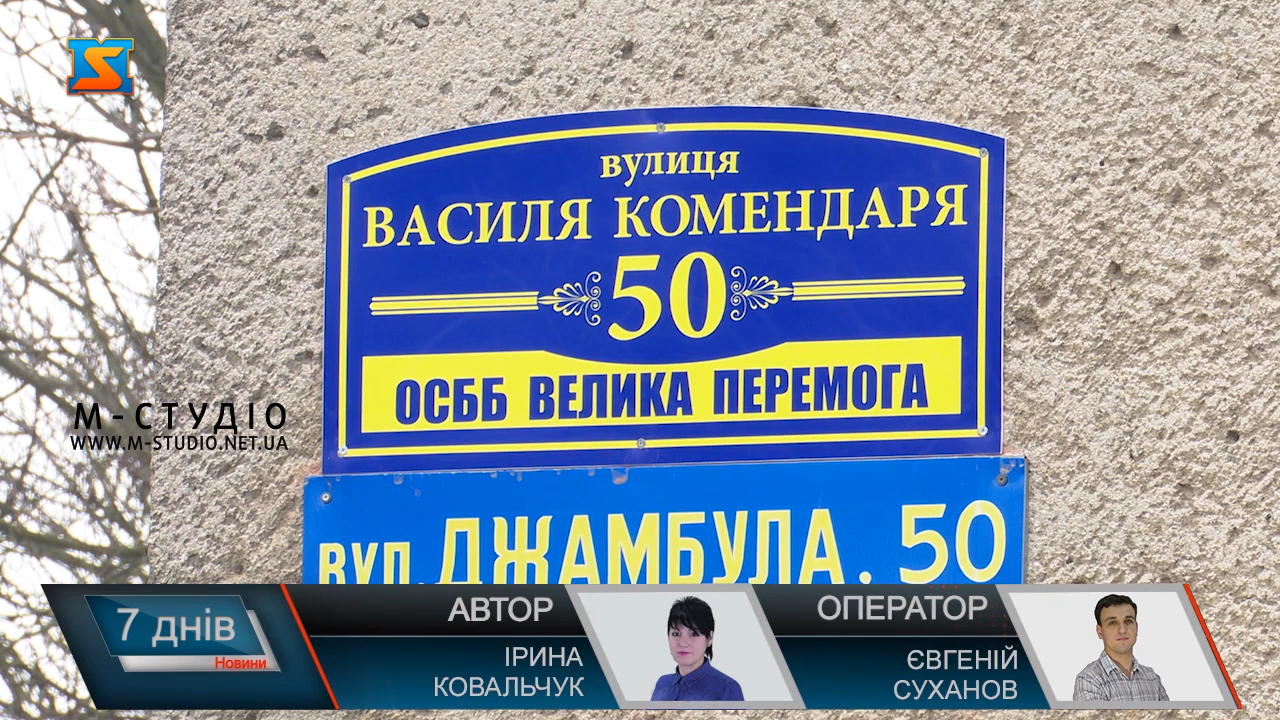 вулиця
ВАСИЛЯ КОМЕНДАРЯ
50
ОСББ ВЕЛИКА ПЕРЕМОГА
М-СТУДІО
WWW.M-STUDIO.NET.UA
вул. ДЖАМБУЛА. 50
7 днів
Новини
АВТОР
ІРИНА
КОВАЛЬЧУК
ОПЕРАТОР
ЄВГЕНІЙ
СУХАНОВ